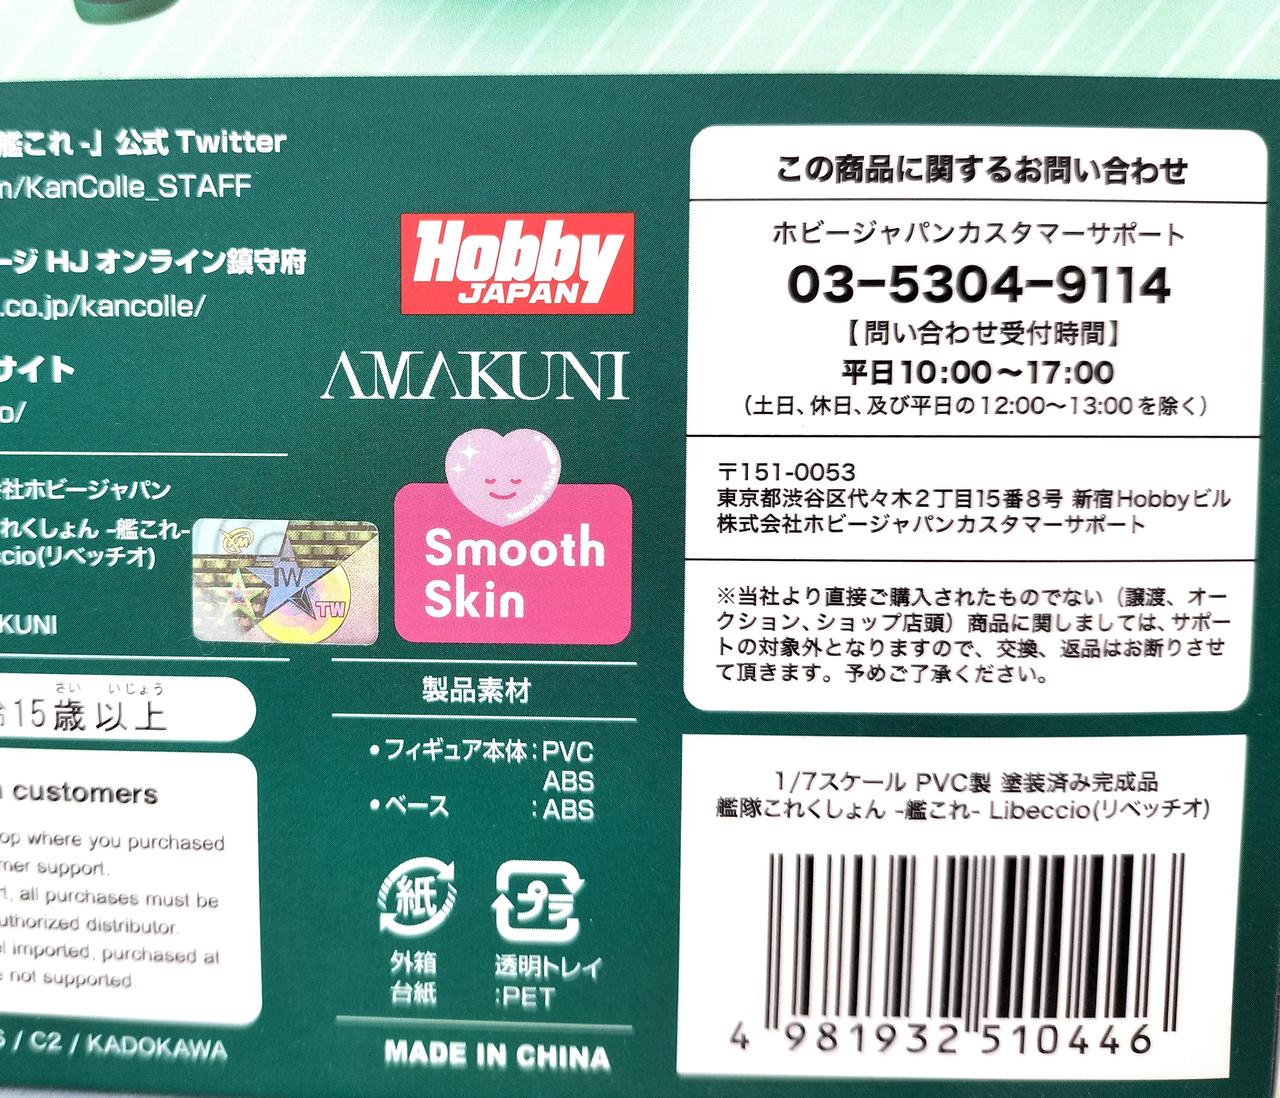 艦これ -」公式 Twitter
m/KanColle_STAFF
ージ HJ オンライン鎮守府
.co.jp/kancolle/
サイト
o/
社ホビージャパン
れくしょん -艦これ-
ccio(リベッチオ)
KUNI
さい いじょう
15歳以上
customers
op where you purchased
mer support.
t, all purchases must be
uthorized distributor.
el imported, purchased at
not supported.
/ C2 / KADOKAWA
Hobby
JAPAN
AMAKUNI
Smooth Skin
Smooth
Skin
IW
TW
製品素材
•フィギュア本体:PVC
ABS
•ベース :ABS
紙 プラ
外箱 透明トレイ
台紙 :PET
MADE IN CHINA
この商品に関するお問い合わせ
ホビージャパンカスタマーサポート
03-5304-9114
【問い合わせ受付時間】
平日10:00~17:00
(土日、休日、及び平日の12:00~13:00を除く)
〒151-0053
東京都渋谷区代々木2丁目15番8号 新宿Hobbyビル
株式会社ホビージャパンカスタマーサポート
※当社より直接ご購入されたものでない(譲渡、オー
クション、ショップ店頭)商品に関しましては、サポー
トの対象外となりますので、交換、返品はお断りさせ
て頂きます。予めご了承ください。
1/7スケール PVC製 塗装済み完成品
艦隊これくしょん -艦これ- Libeccio(リベッチオ)
4 981932 510446